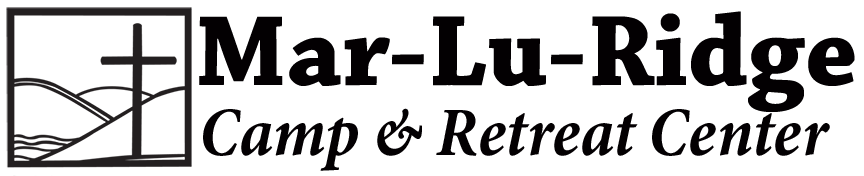 Mar-Lu-Ridge
Camp & Retreat Center